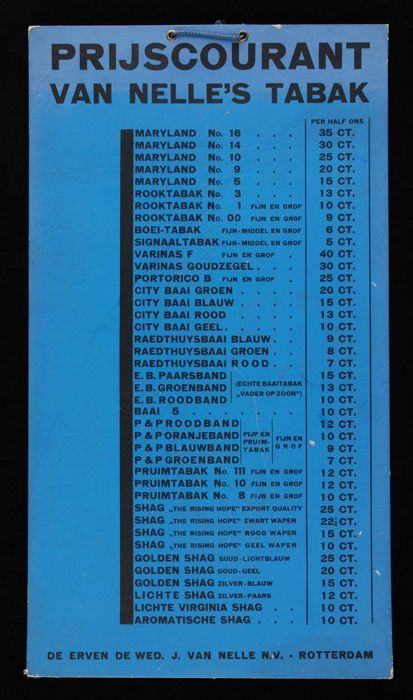 PRIJSCOURANT
VAN NELLE'S TABAK
PER HALF ONS
MARYLAND No. 16 . . . 35 CT.
MARYLAND No. 14 . . . 30 CT.
MARYLAND No. 10 . . . 25 CT.
MARYLAND No. 9 . . . 20 CT.
MARYLAND No. 5 . . . 15 CT.
ROOKTABAK No. 3 . . . 13 CT.
ROOKTABAK No. 1 FIJN EN GROF 10 CT.
ROOKTABAK No. 00 FIJN EN GROF 9 CT.
BOEI-TABAK FIJN-MIDDEL EN GROF 6 CT.
SIGNAALTABAK FIJN-MIDDEL EN GROF 5 CT.
VARINAS F FIJN EN GROF . 40 CT.
VARINAS GOUDZEGEL . . . 30 CT.
PORTORICO B FIJN EN GROF . 25 CT.
CITY BAAI GROEN . . . . 20 CT.
CITY BAAI BLAUW . . . . 15 CT.
CITY BAAI ROOD . . . . 13 CT.
CITY BAAI GEEL . . . . . 10 CT.
RAEDTHUYSBAAI BLAUW . . 9 CT.
RAEDTHUYSBAAI GROEN . . 8 CT.
RAEDTHUYSBAAI ROOD . . . 7 CT.
E.B. PAARSBAND 15 CT.
E.B. GROENBAND (ECHTE BAAITABAK 13 CT.
E.B. ROODBAND „VADER OP ZOON") 10 CT.
BAAI 5 . . . . . . . 10 CT.
P & P ROODBAND 12 CT.
P & P ORANJEBAND PIJP EN FIJN EN 10 CT.
P & P BLAUWBAND PRUIM- GROF 9 CT.
P & P GROENBAND TABAK 7 CT.
PRUIMTABAK No. 111 FIJN EN GROF 12 CT.
PRUIMTABAK No. 10 FIJN EN GROF 12 CT.
PRUIMTABAK No. 8 FIJN EN GROF 10 CT.
SHAG „THE RISING HOPE" EXPORT QUALITY 25 CT.
SHAG „THE RISING HOPE" ZWART WAPEN 22½ CT.
SHAG „THE RISING HOPE" ROOD WAPEN 15 CT.
SHAG „THE RISING HOPE" GEEL WAPEN 10 CT.
GOLDEN SHAG GOUD-LICHTBLAUW 25 CT.
GOLDEN SHAG GOUD-GEEL 20 CT.
GOLDEN SHAG ZILVER-BLAUW 15 CT.
LICHTE SHAG ZILVER-PAARS 12 CT.
LICHTE VIRGINIA SHAG . . 10 CT.
AROMATISCHE SHAG . . . 10 CT.
DE ERVEN DE WED. J. VAN NELLE N.V. - ROTTERDAM